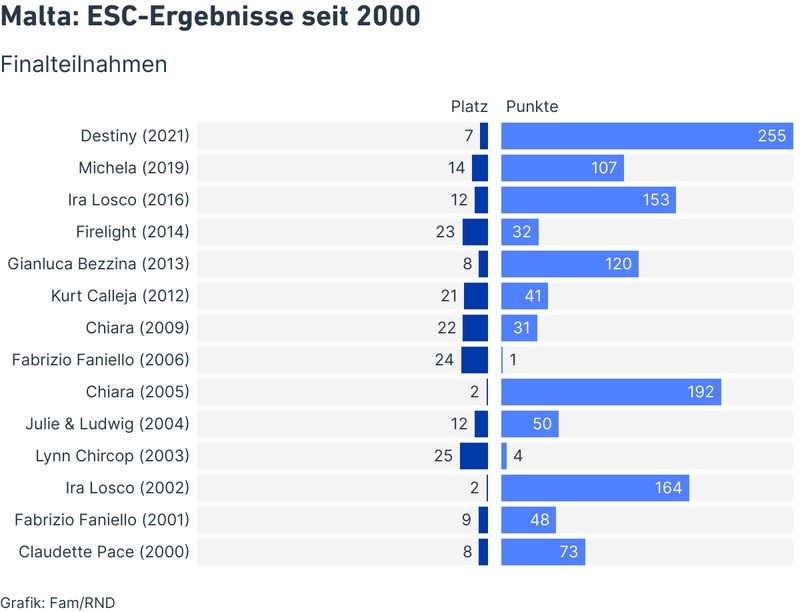 Malta: ESC-Ergebnisse seit 2000
Finalteilnahmen
Platz Punkte
Destiny (2021) 7 255
Michela (2019) 14 107
Ira Losco (2016) 12 153
Firelight (2014) 23 32
Gianluca Bezzina (2013) 8 120
Kurt Calleja (2012) 21 41
Chiara (2009) 22 31
Fabrizio Faniello (2006) 24 1
Chiara (2005) 2 192
Julie & Ludwig (2004) 12 50
Lynn Chircop (2003) 25 4
Ira Losco (2002) 2 164
Fabrizio Faniello (2001) 9 48
Claudette Pace (2000) 8 73
Grafik: Fam/RND